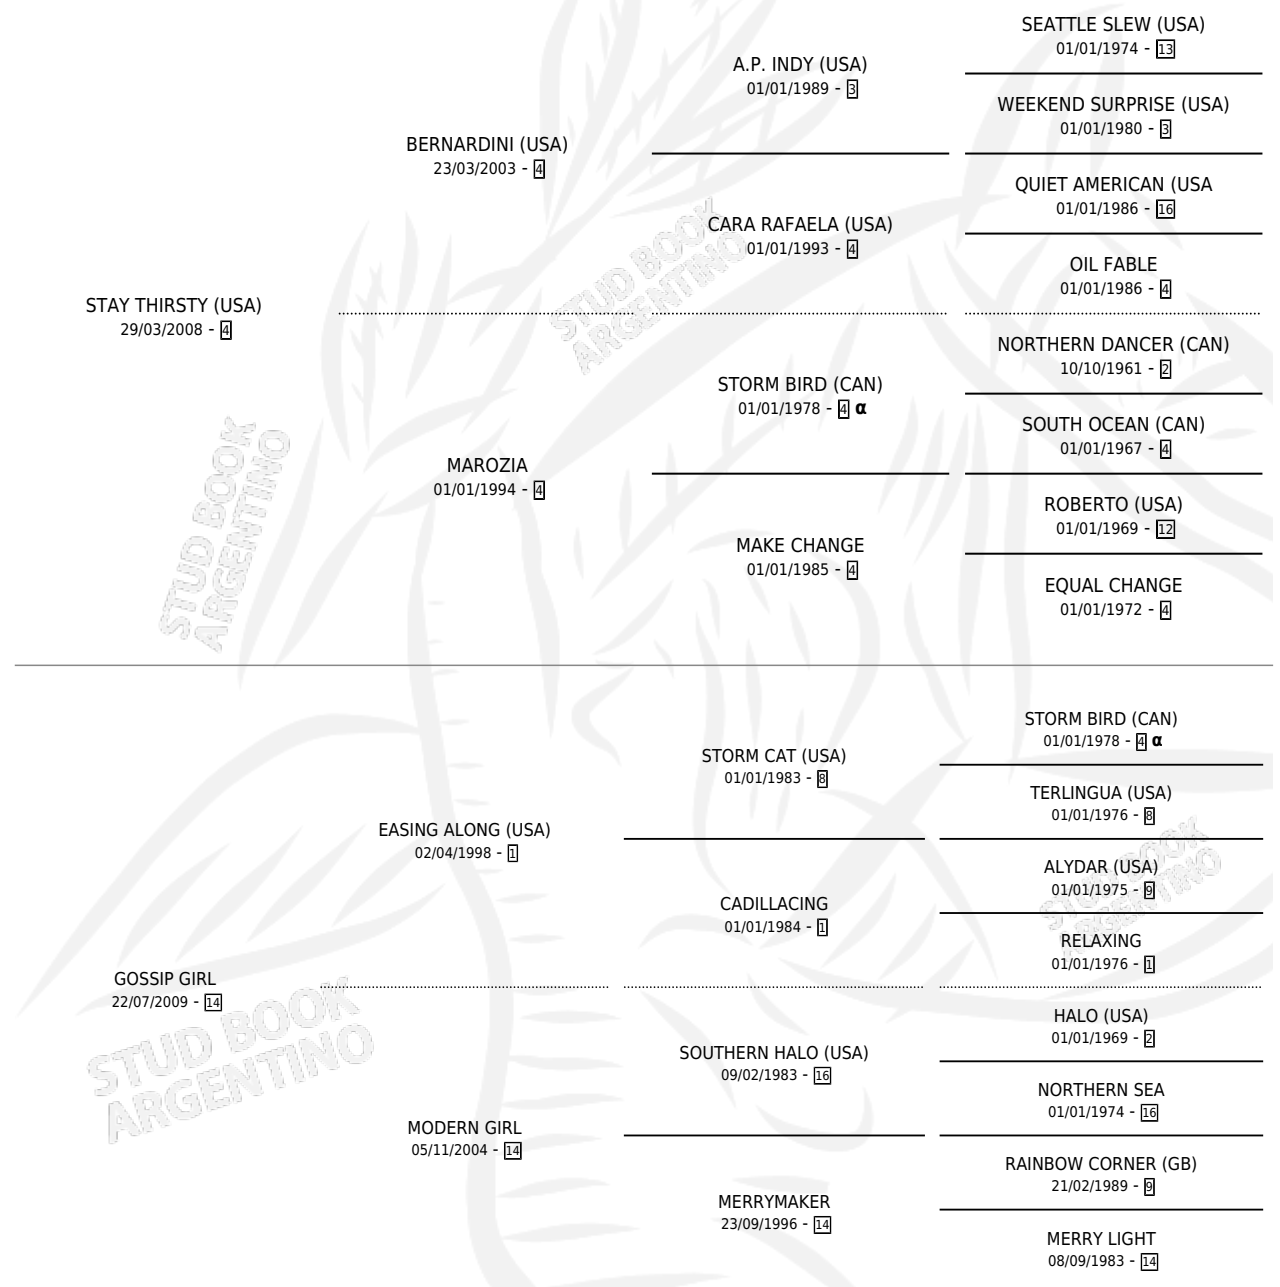 SEATTLE SLEW (USA)
01/01/1974 - 13
A.P. INDY (USA)
01/01/1989 - 3
WEEKEND SURPRISE (USA)
01/01/1980 - 3
BERNARDINI (USA)
23/03/2003 - 4
QUIET AMERICAN (USA
01/01/1986 - 16
CARA RAFAELA (USA)
01/01/1993 - 4
OIL FABLE
01/01/1986 - 4
STAY THIRSTY (USA)
29/03/2008 - 4
NORTHERN DANCER (CAN)
10/10/1961 - 2
STORM BIRD (CAN)
01/01/1978 - 4 α
SOUTH OCEAN (CAN)
01/01/1967 - 4
MAROZIA
01/01/1994 - 4
ROBERTO (USA)
01/01/1969 - 12
MAKE CHANGE
01/01/1985 - 4
EQUAL CHANGE
01/01/1972 - 4
STORM BIRD (CAN)
01/01/1978 - 4 α
STORM CAT (USA)
01/01/1983 - 8
TERLINGUA (USA)
01/01/1976 - 8
EASING ALONG (USA)
02/04/1998 - 1
ALYDAR (USA)
01/01/1975 - 9
CADILLACING
01/01/1984 - 1
RELAXING
01/01/1976 - 1
GOSSIP GIRL
22/07/2009 - 14
HALO (USA)
01/01/1969 - 2
SOUTHERN HALO (USA)
09/02/1983 - 16
NORTHERN SEA
01/01/1974 - 16
MODERN GIRL
05/11/2004 - 14
RAINBOW CORNER (GB)
21/02/1989 - 9
MERRYMAKER
23/09/1996 - 14
MERRY LIGHT
08/09/1983 - 14
STUD BOOK
ARGENTINO
STUD BOOK
ARGENTINO
STUD BOOK
ARGENTINO
STUD BOOK
ARGENTINO